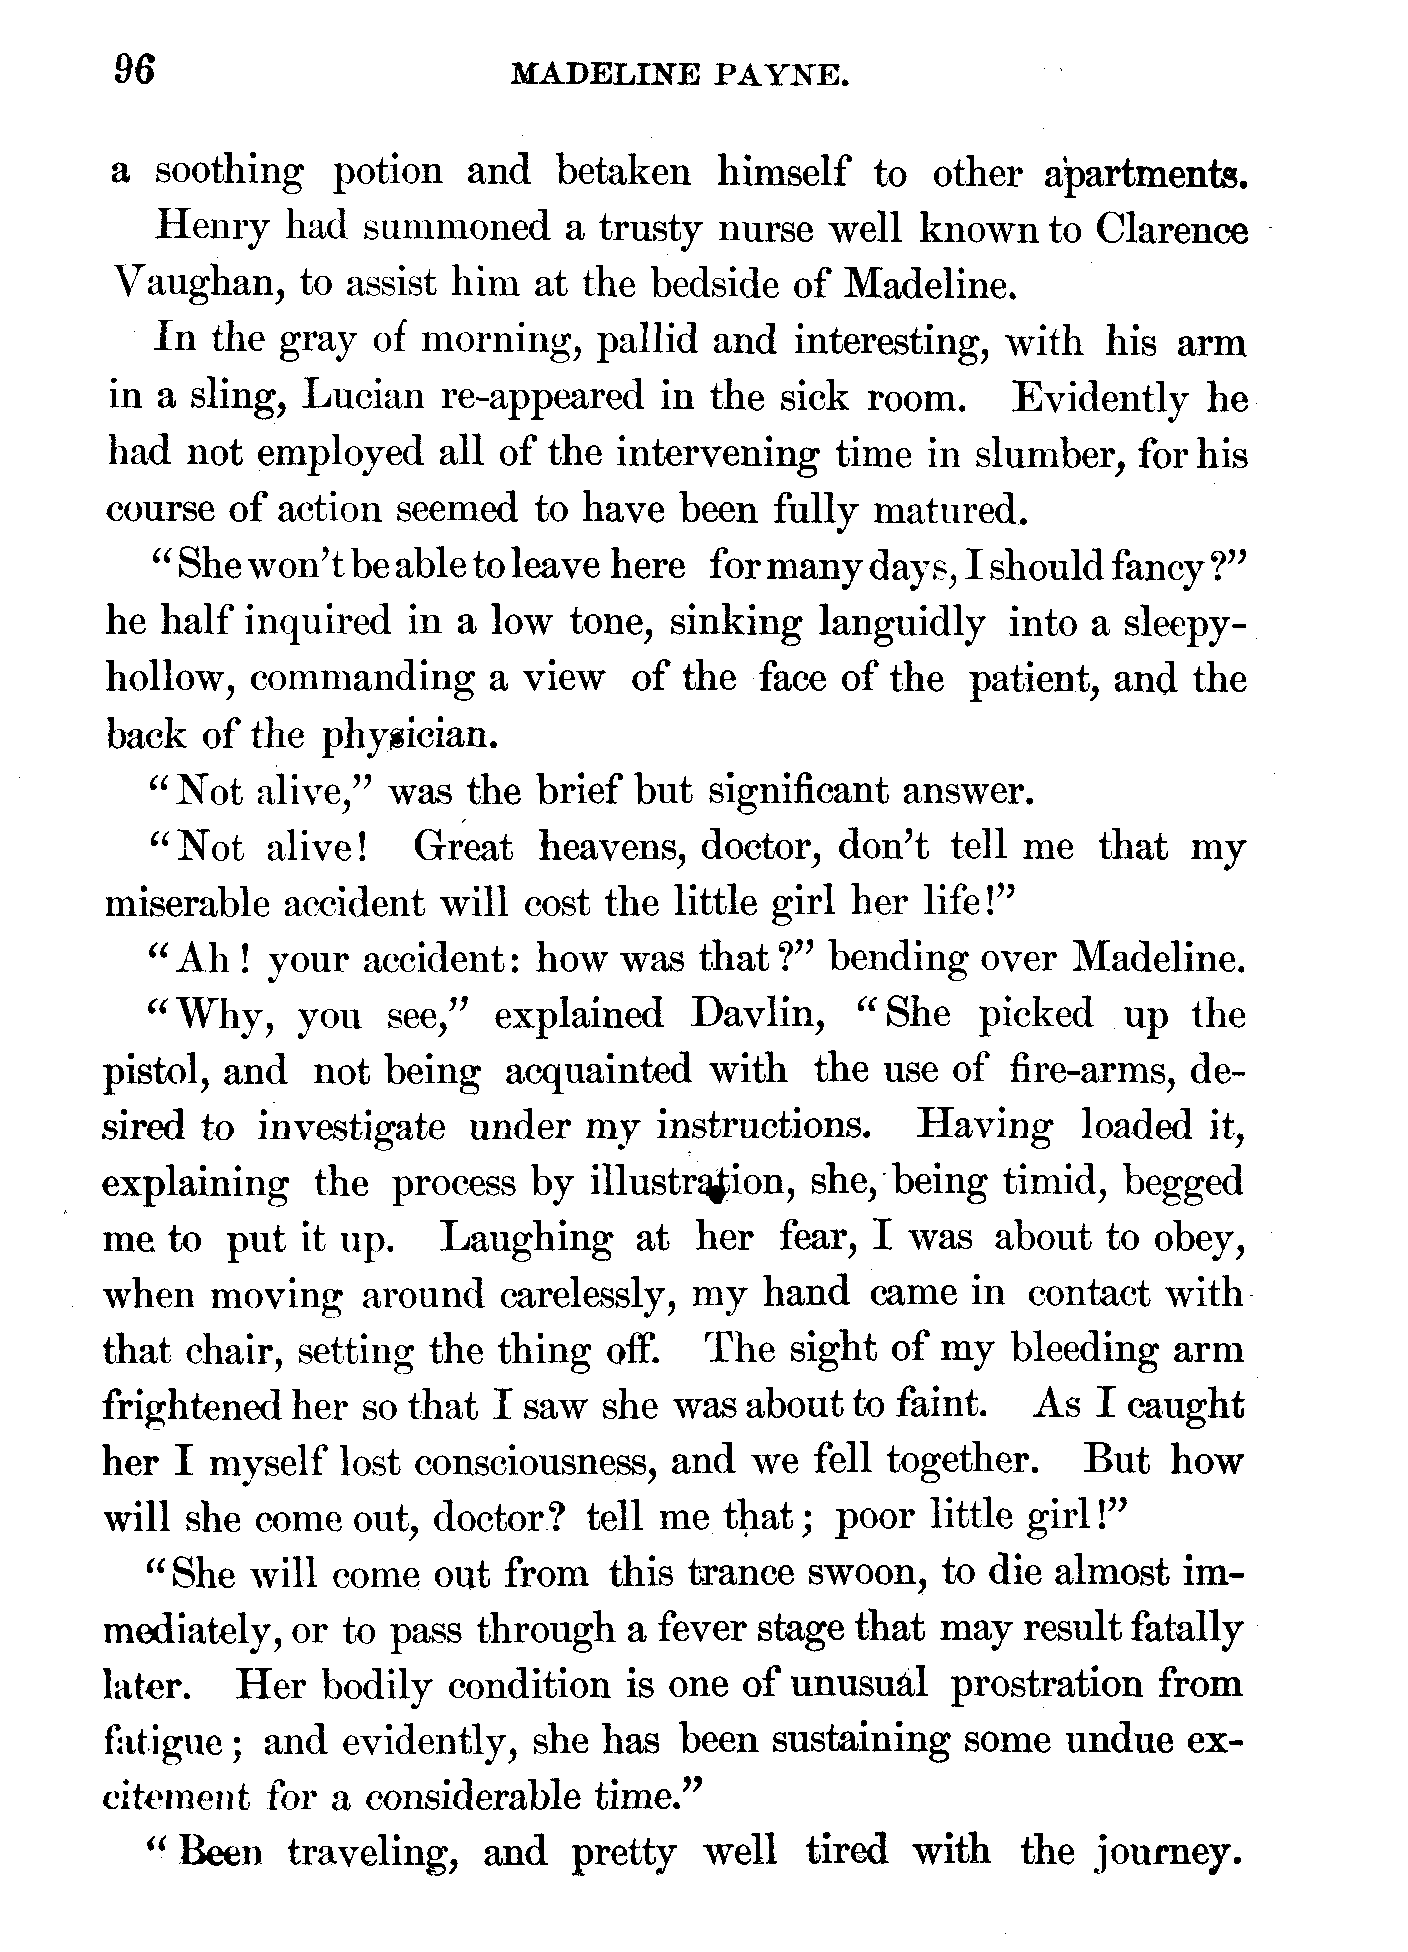 96 MADELINE PAYNE.
a soothing potion and betaken himself to other apartments.
Henry had summoned a trusty nurse well known to Clarence
Vaughan, to assist him at the bedside of Madeline.
In the gray of morning, pallid and interesting, with his arm
in a sling, Lucian re-appeared in the sick room. Evidently he
had not employed all of the intervening time in slumber, for his
course of action seemed to have been fully matured.
"She won't be able to leave here for many days, I should fancy?"
he half inquired in a low tone, sinking languidly into a sleepy-
hollow, commanding a view of the face of the patient, and the
back of the physician.
"Not alive," was the brief but significant answer.
"Not alive! Great heavens, doctor, don't tell me that my
miserable accident will cost the little girl her life!"
"Ah! your accident: how was that?" bending over Madeline.
"Why, you see," explained Davlin, "She picked up the
pistol, and not being acquainted with the use of fire-arms, de-
sired to investigate under my instructions. Having loaded it,
explaining the process by illustration, she, being timid, begged
me to put it up. Laughing at her fear, I was about to obey,
when moving around carelessly, my hand came in contact with
that chair, setting the thing off. The sight of my bleeding arm
frightened her so that I saw she was about to faint. As I caught
her I myself lost consciousness, and we fell together. But how
will she come out, doctor? tell me that; poor little girl!"
"She will come out from this trance swoon, to die almost im-
mediately, or to pass through a fever stage that may result fatally
later. Her bodily condition is one of unusual prostration from
fatigue; and evidently, she has been sustaining some undue ex-
citement for a considerable time."
"Been traveling, and pretty well tired with the journey.